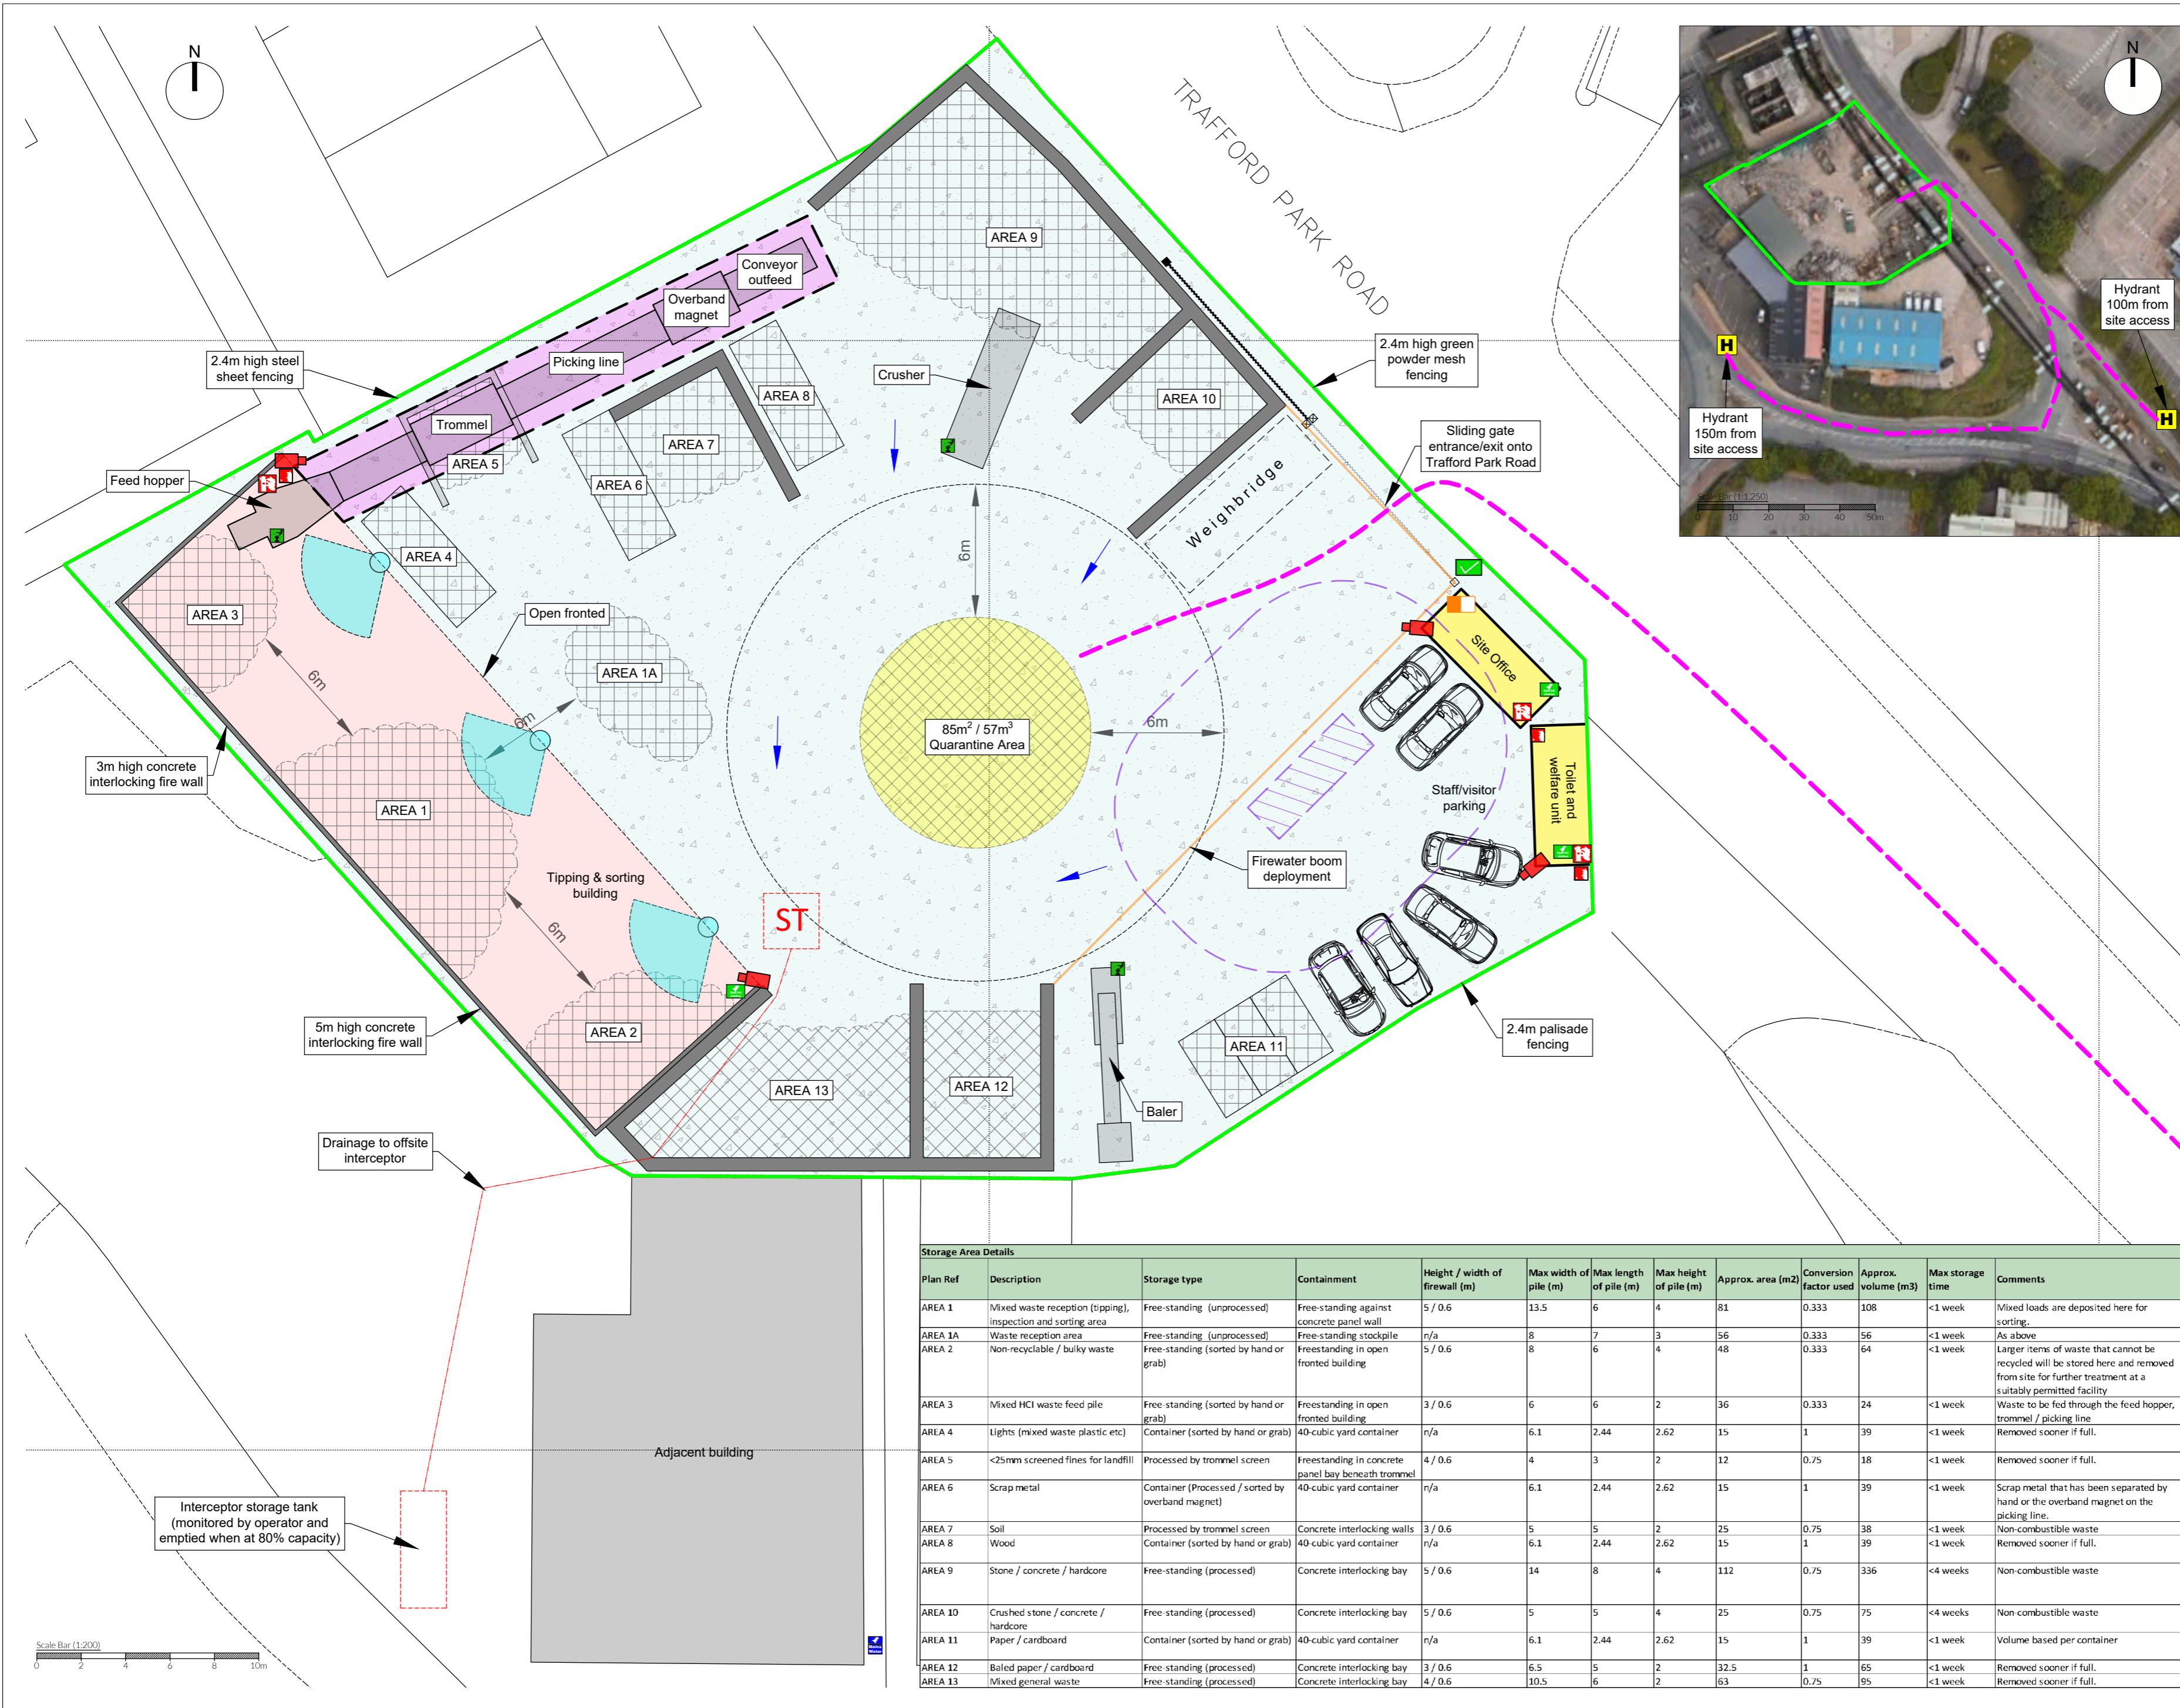 N
TRAFFORD PARK ROAD
N
Hydrant
100m from
site access
H
H
Hydrant
150m from
site access
Scale Bar (1:1,250)
0 10 20 30 40 50m
AREA 9
Conveyor
outfeed
Overband
magnet
Picking line
2.4m high steel
sheet fencing
2.4m high green
powder mesh
fencing
Crusher
AREA 8
AREA 10
Trommel
AREA 7
Sliding gate
entrance/exit onto
Trafford Park Road
AREA 5
Feed hopper
AREA 6
Weighbridge
AREA 4
6m
AREA 3
Open fronted
Site Office
AREA 1A
6m
6m
6m
85m² / 57m³
Quarantine Area
3m high concrete
interlocking fire wall
AREA 1
Staff/visitor
parking
Toilet and
welfare unit
Tipping & sorting
building
Firewater boom
deployment
ST
6m
5m high concrete
interlocking fire wall
AREA 2
2.4m palisade
fencing
AREA 11
AREA 13
AREA 12
Baler
Drainage to offsite
interceptor
Adjacent building
Interceptor storage tank
(monitored by operator and
emptied when at 80% capacity)
Scale Bar (1:200)
0 2 4 6 8 10m
Mains
Water
Storage Area Details
Plan Ref Description Storage type Containment Height / width of firewall (m) Max width of pile (m) Max length of pile (m) Max height of pile (m) Approx. area (m2) Conversion factor used Approx. volume (m3) Max storage time Comments
AREA 1 Mixed waste reception (tipping), inspection and sorting area Free-standing (unprocessed) Free-standing against concrete panel wall 5 / 0.6 13.5 6 4 81 0.333 108 <1 week Mixed loads are deposited here for sorting.
AREA 1A Waste reception area Free-standing (unprocessed) Free-standing stockpile n/a 8 7 3 56 0.333 56 <1 week As above
AREA 2 Non-recyclable / bulky waste Free-standing (sorted by hand or grab) Freestanding in open fronted building 5 / 0.6 8 6 4 48 0.333 64 <1 week Larger items of waste that cannot be recycled will be stored here and removed from site for further treatment at a suitably permitted facility
AREA 3 Mixed HCI waste feed pile Free-standing (sorted by hand or grab) Freestanding in open fronted building 3 / 0.6 6 6 2 36 0.333 24 <1 week Waste to be fed through the feed hopper, trommel / picking line
AREA 4 Lights (mixed waste plastic etc) Container (sorted by hand or grab) 40-cubic yard container n/a 6.1 2.44 2.62 15 1 39 <1 week Removed sooner if full.
AREA 5 <25mm screened fines for landfill Processed by trommel screen Freestanding in concrete panel bay beneath trommel 4 / 0.6 4 3 2 12 0.75 18 <1 week Removed sooner if full.
AREA 6 Scrap metal Container (Processed / sorted by overband magnet) 40-cubic yard container n/a 6.1 2.44 2.62 15 1 39 <1 week Scrap metal that has been separated by hand or the overband magnet on the picking line.
AREA 7 Soil Processed by trommel screen Concrete interlocking walls 3 / 0.6 5 5 2 25 0.75 38 <1 week Non-combustible waste
AREA 8 Wood Container (sorted by hand or grab) 40-cubic yard container n/a 6.1 2.44 2.62 15 1 39 <1 week Removed sooner if full.
AREA 9 Stone / concrete / hardcore Free-standing (processed) Concrete interlocking bay 5 / 0.6 14 8 4 112 0.75 336 <4 weeks Non-combustible waste
AREA 10 Crushed stone / concrete / hardcore Free-standing (processed) Concrete interlocking bay 5 / 0.6 5 5 4 25 0.75 75 <4 weeks Non-combustible waste
AREA 11 Paper / cardboard Container (sorted by hand or grab) 40-cubic yard container n/a 6.1 2.44 2.62 15 1 39 <1 week Volume based per container
AREA 12 Baled paper / cardboard Free-standing (processed) Concrete interlocking bay 3 / 0.6 6.5 5 2 32.5 1 65 <1 week Removed sooner if full.
AREA 13 Mixed general waste Free-standing (processed) Concrete interlocking bay 4 / 0.6 10.5 6 2 63 0.75 95 <1 week Removed sooner if full.